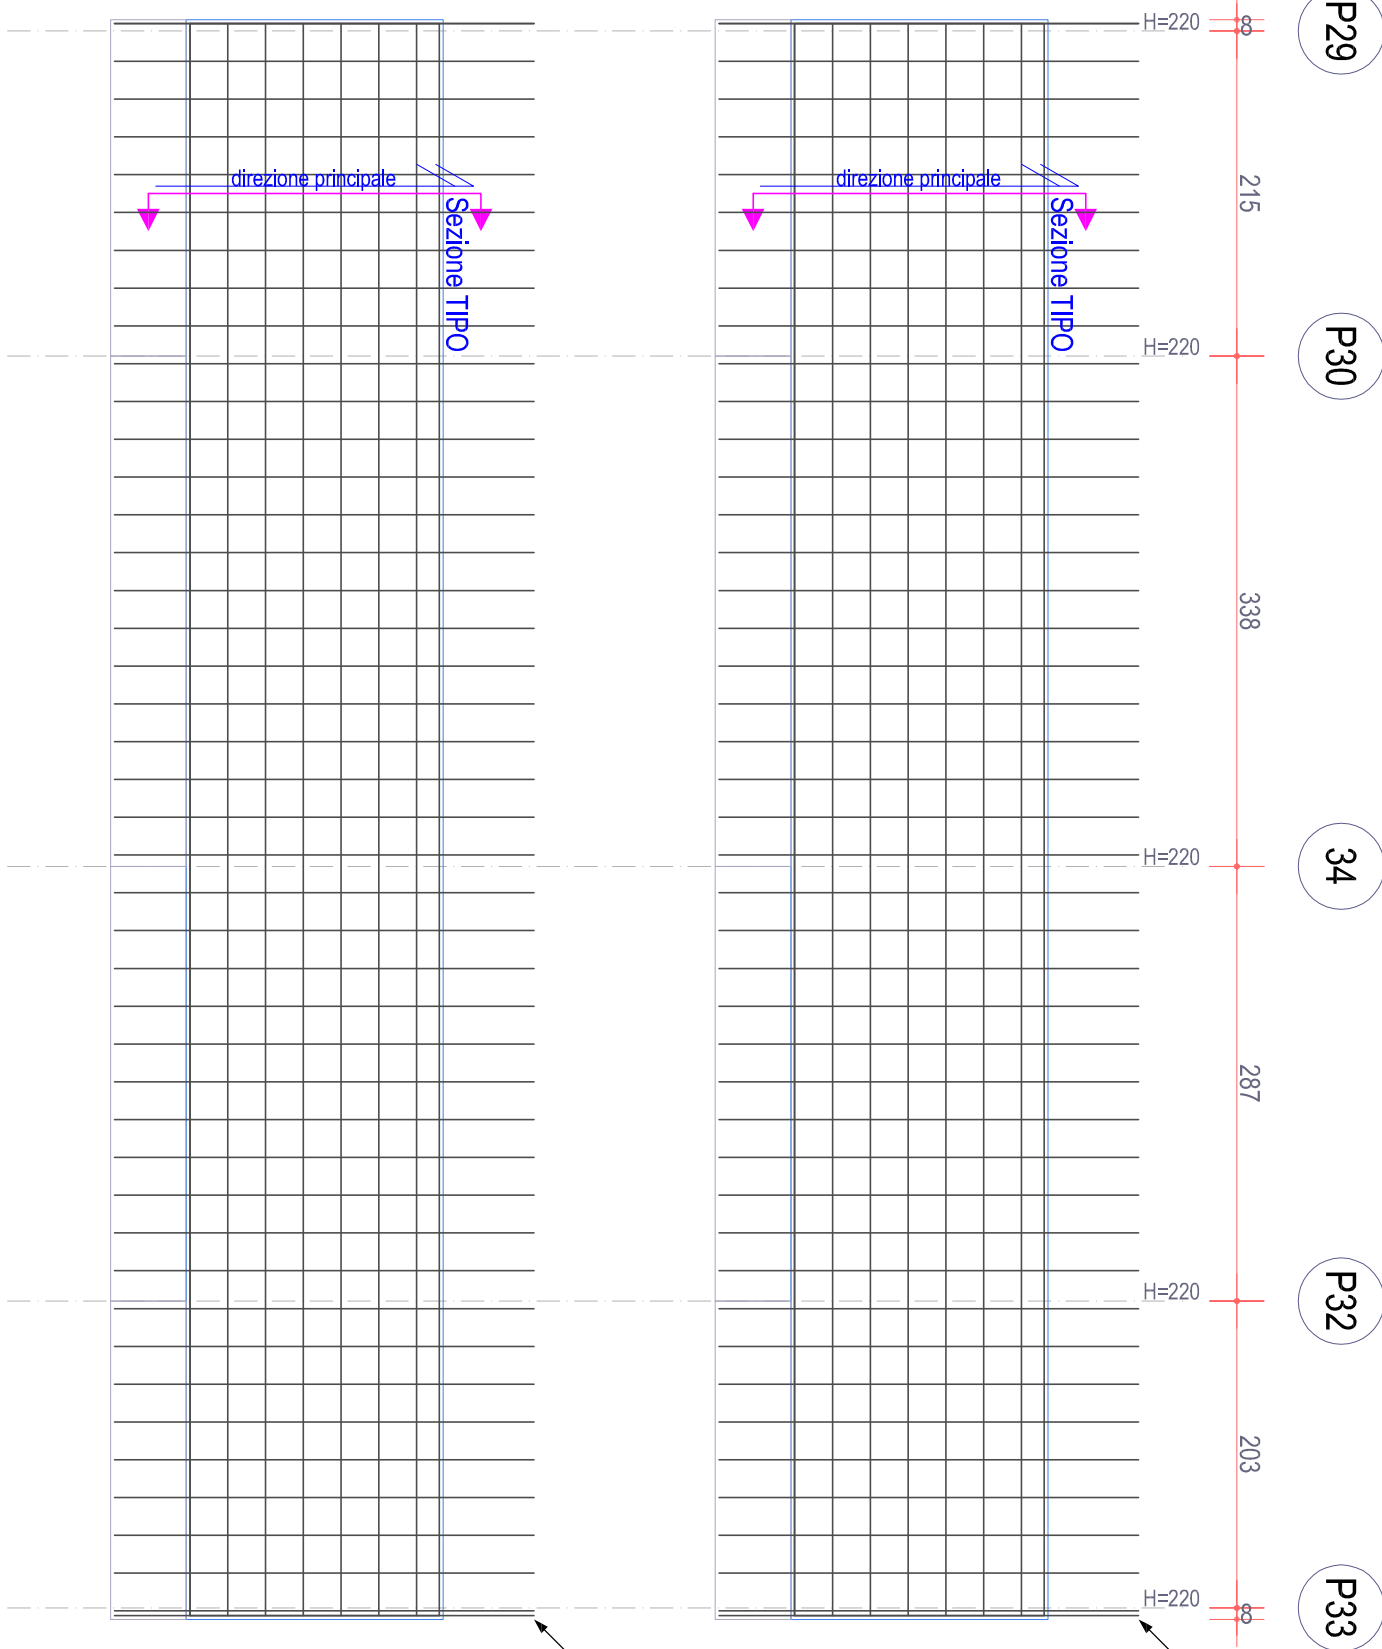 H=220
8
P29
direzione principale
direzione principale
215
Sezione TIPO
Sezione TIPO
H=220
P30
338
H=220
34
287
H=220
P32
203
H=220
8
P33